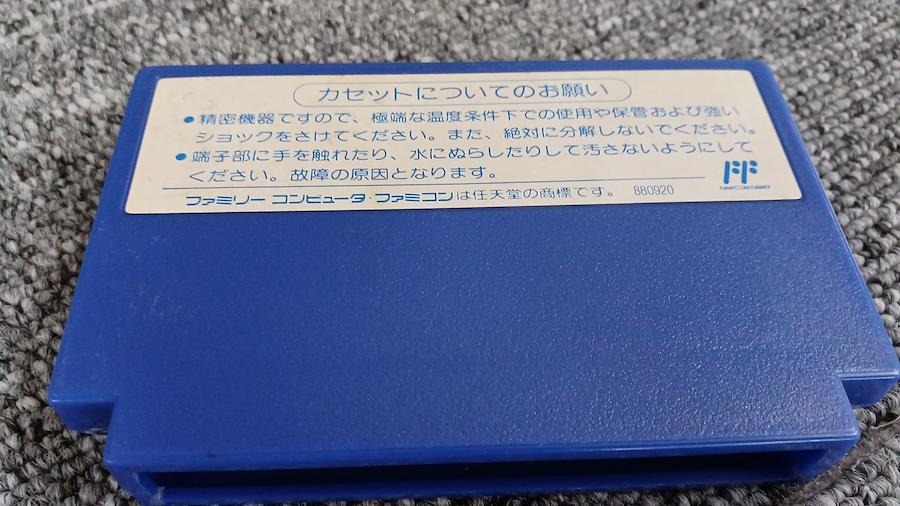 カセットについてのお願い
●精密機器ですので、極端な温度条件下での使用や保管および強い
ショックをさけてください。また、絶対に分解しないでください。
●端子部に手を触れたり、水にぬらしたりして汚さないようにして
ください。故障の原因となります。
FF
FAMICOM FAMILY
ファミリー コンピュータ・ファミコンは任天堂の商標です。 880920